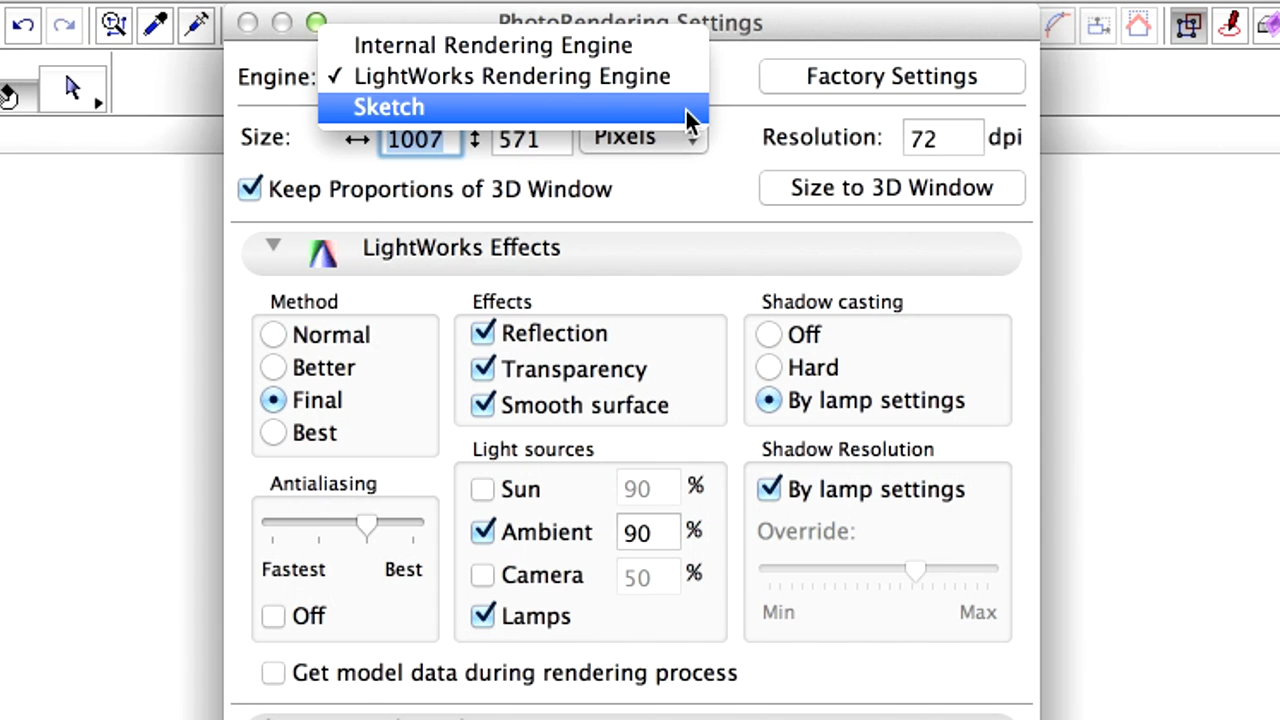 PhotoRendering Settings
Internal Rendering Engine
Engine: ✓ LightWorks Rendering Engine
Factory Settings
Sketch
Size: 1007 571 Pixels Resolution: 72 dpi
Keep Proportions of 3D Window
Size to 3D Window
LightWorks Effects
Method
Normal
Better
Final
Best
Effects
Reflection
Transparency
Smooth surface
Shadow casting
Off
Hard
By lamp settings
Antialiasing
Fastest Best
Off
Light sources
Sun 90 %
Ambient 90 %
Camera 50 %
Lamps
Shadow Resolution
By lamp settings
Override:
Min Max
Get model data during rendering process